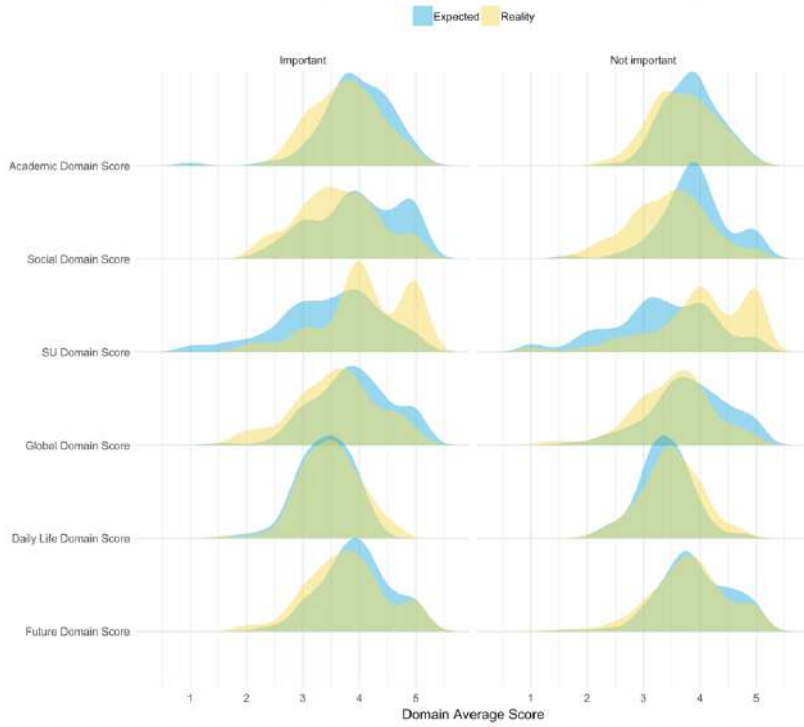 Expected Reality
Important Not important
Academic Domain Score
Social Domain Score
SU Domain Score
Global Domain Score
Daily Life Domain Score
Future Domain Score
1 2 3 4 5 1 2 3 4 5
Domain Average Score